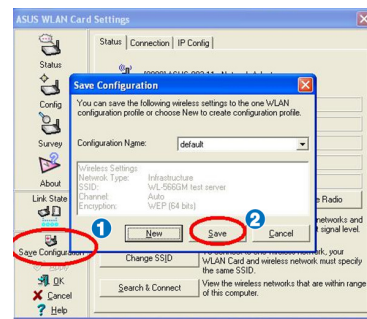 ASUS WLAN Card Settings
Status Connection IP Config
Status
Config
Survey
About
Link State
Save Configuration
OK
Cancel
Help
Save Configuration
You can save the following wireless settings to the one WLAN
configuration profile or choose New to create configuration profile.
Configuration Name: default
Wireless Settings
Netwrok Type: Infrastructure
SSID: WL-566GM test server
Channel: Auto
Encryption: WEP (64 bits)
1
2
New Save Cancel
e Radio
networks and
t signal level.
Change SSID
network, your
WLAN Card and wireless network must specify
the same SSID.
Search & Connect
View the wireless networks that are within range
of this computer.